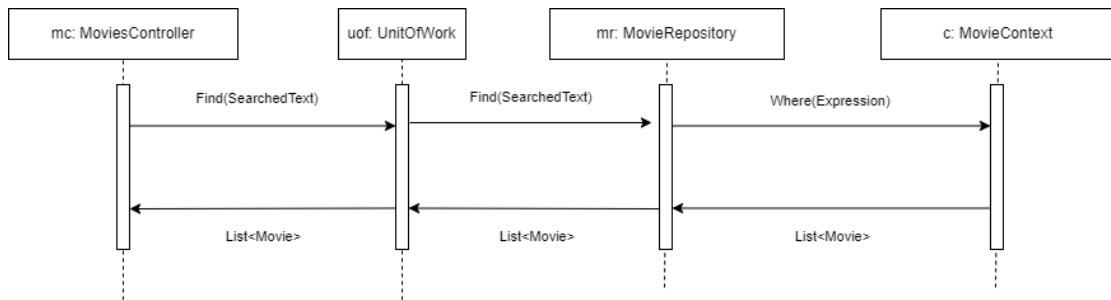 mc: MoviesController
uof: UnitOfWork
mr: MovieRepository
c: MovieContext
Find(SearchedText)
Find(SearchedText)
Where(Expression)
List<Movie>
List<Movie>
List<Movie>